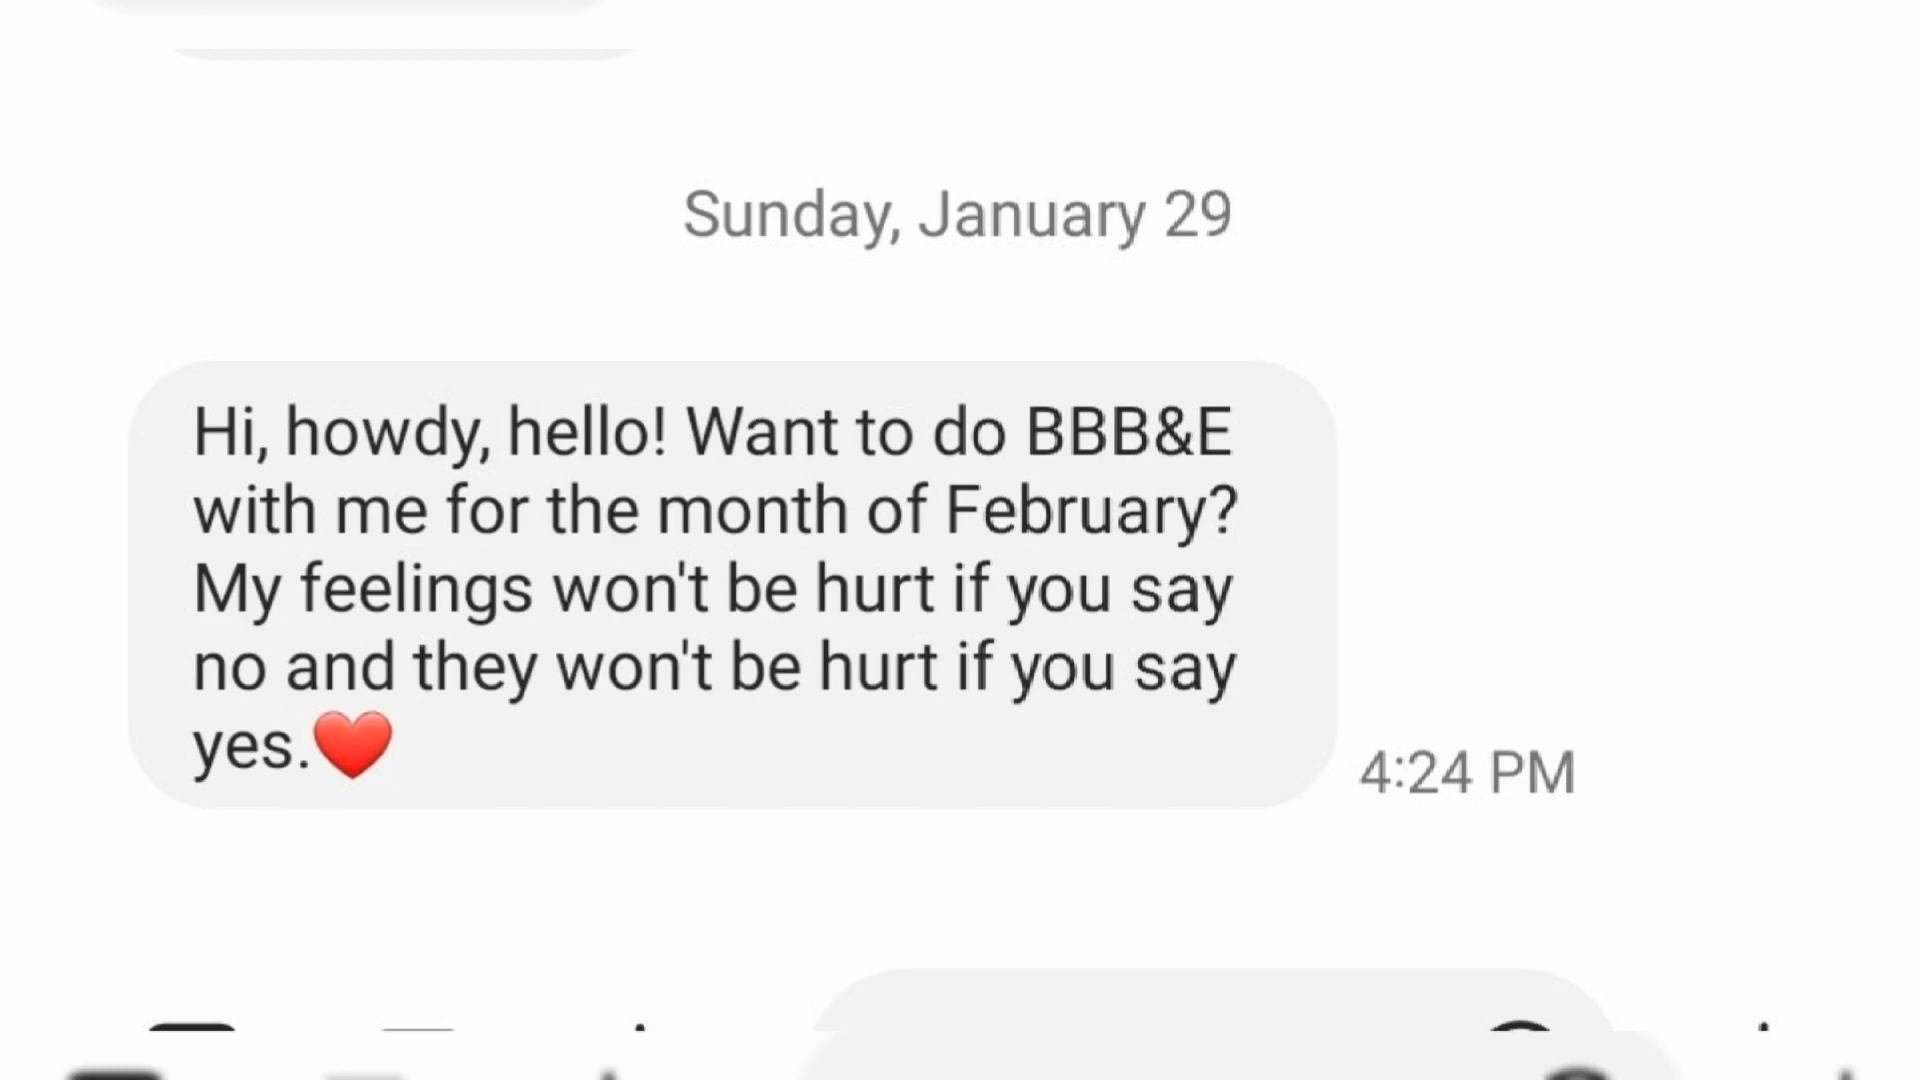 Sunday, January 29
Hi, howdy, hello! Want to do BBB&E
with me for the month of February?
My feelings won't be hurt if you say
no and they won't be hurt if you say
yes.❤️
4:24 PM